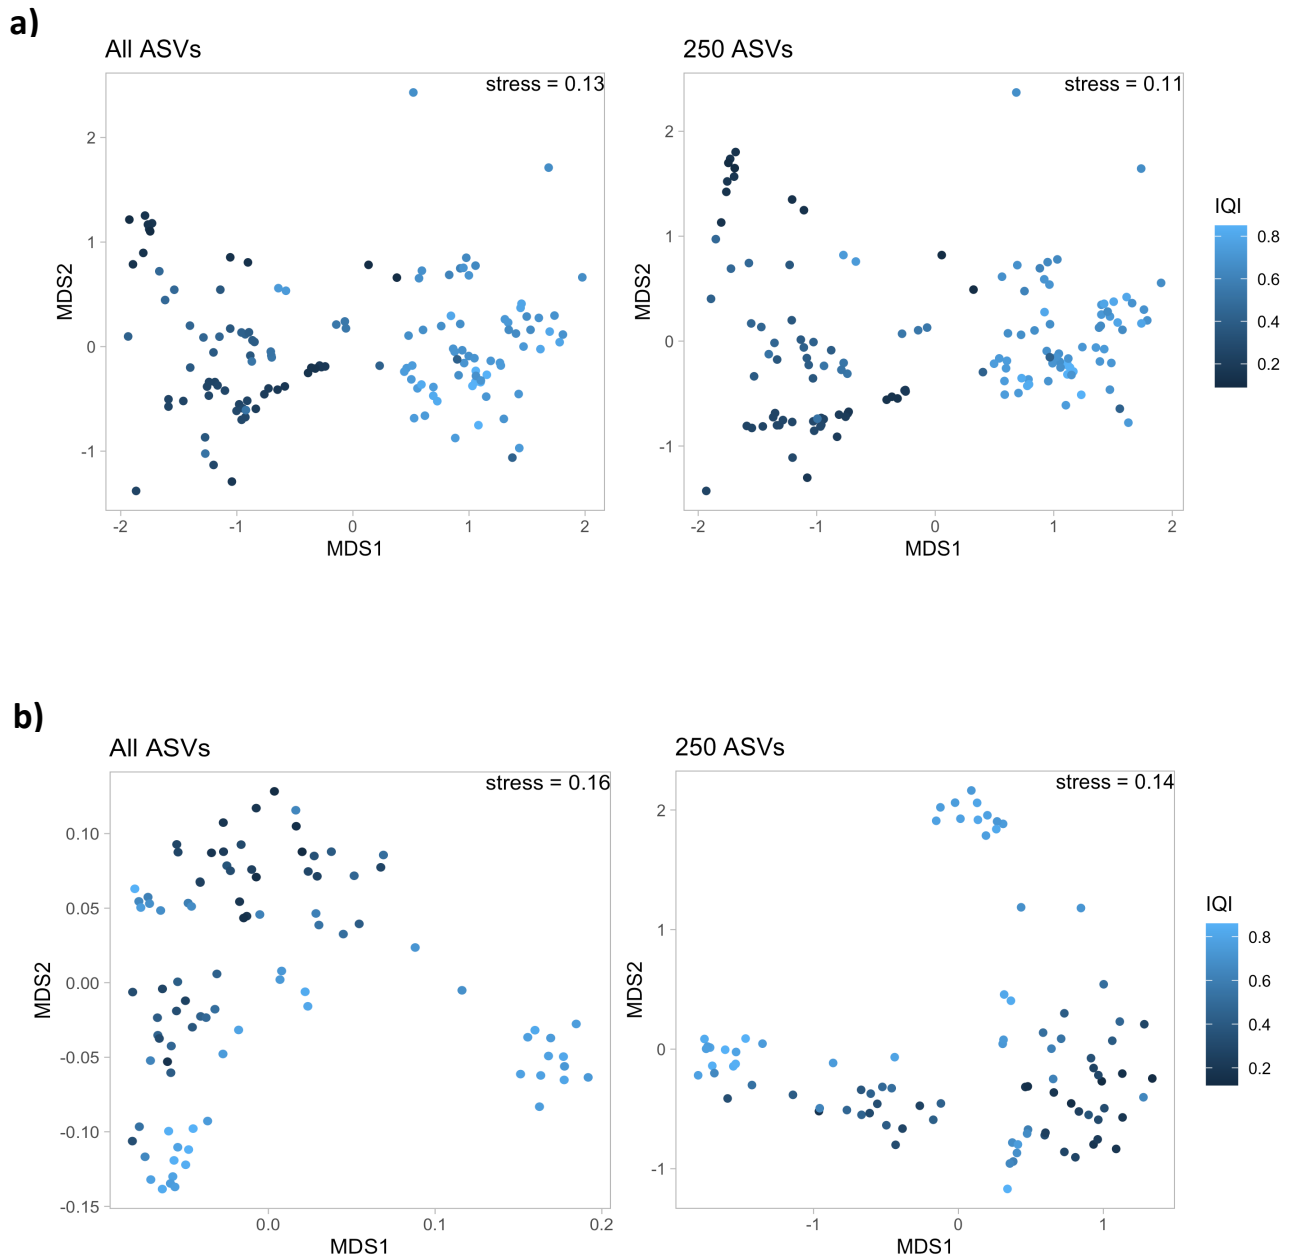 a)
All ASVs
250 ASVs
stress = 0.13
stress = 0.11
MDS2
2
1
0
-1
-2
-1
0
1
2
MDS1
MDS2
2
1
0
-1
-2
-1
0
1
2
MDS1
IQI
0.8
0.6
0.4
0.2
b)
All ASVs
250 ASVs
stress = 0.16
stress = 0.14
MDS2
0.10
0.05
0.00
-0.05
-0.10
-0.15
0.0
0.1
0.2
MDS1
MDS2
2
1
0
-1
-1
0
1
MDS1
IQI
0.8
0.6
0.4
0.2